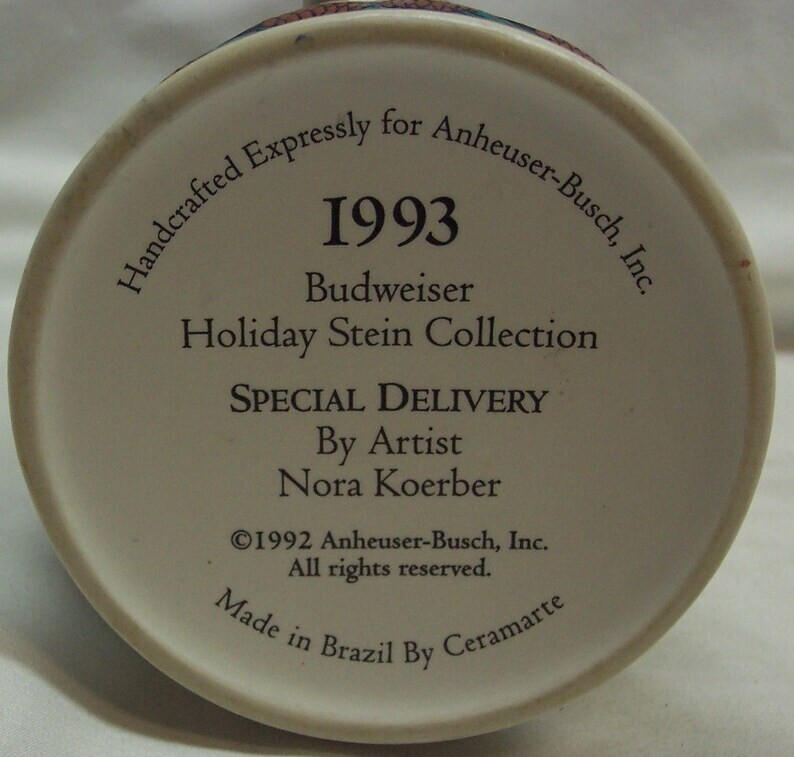 Handcrafted Expressly for Anheuser-Busch, Inc.
1993
Budweiser
Holiday Stein Collection
SPECIAL DELIVERY
By Artist
Nora Koerber
©1992 Anheuser-Busch, Inc.
All rights reserved.
Made in Brazil By Ceramarte